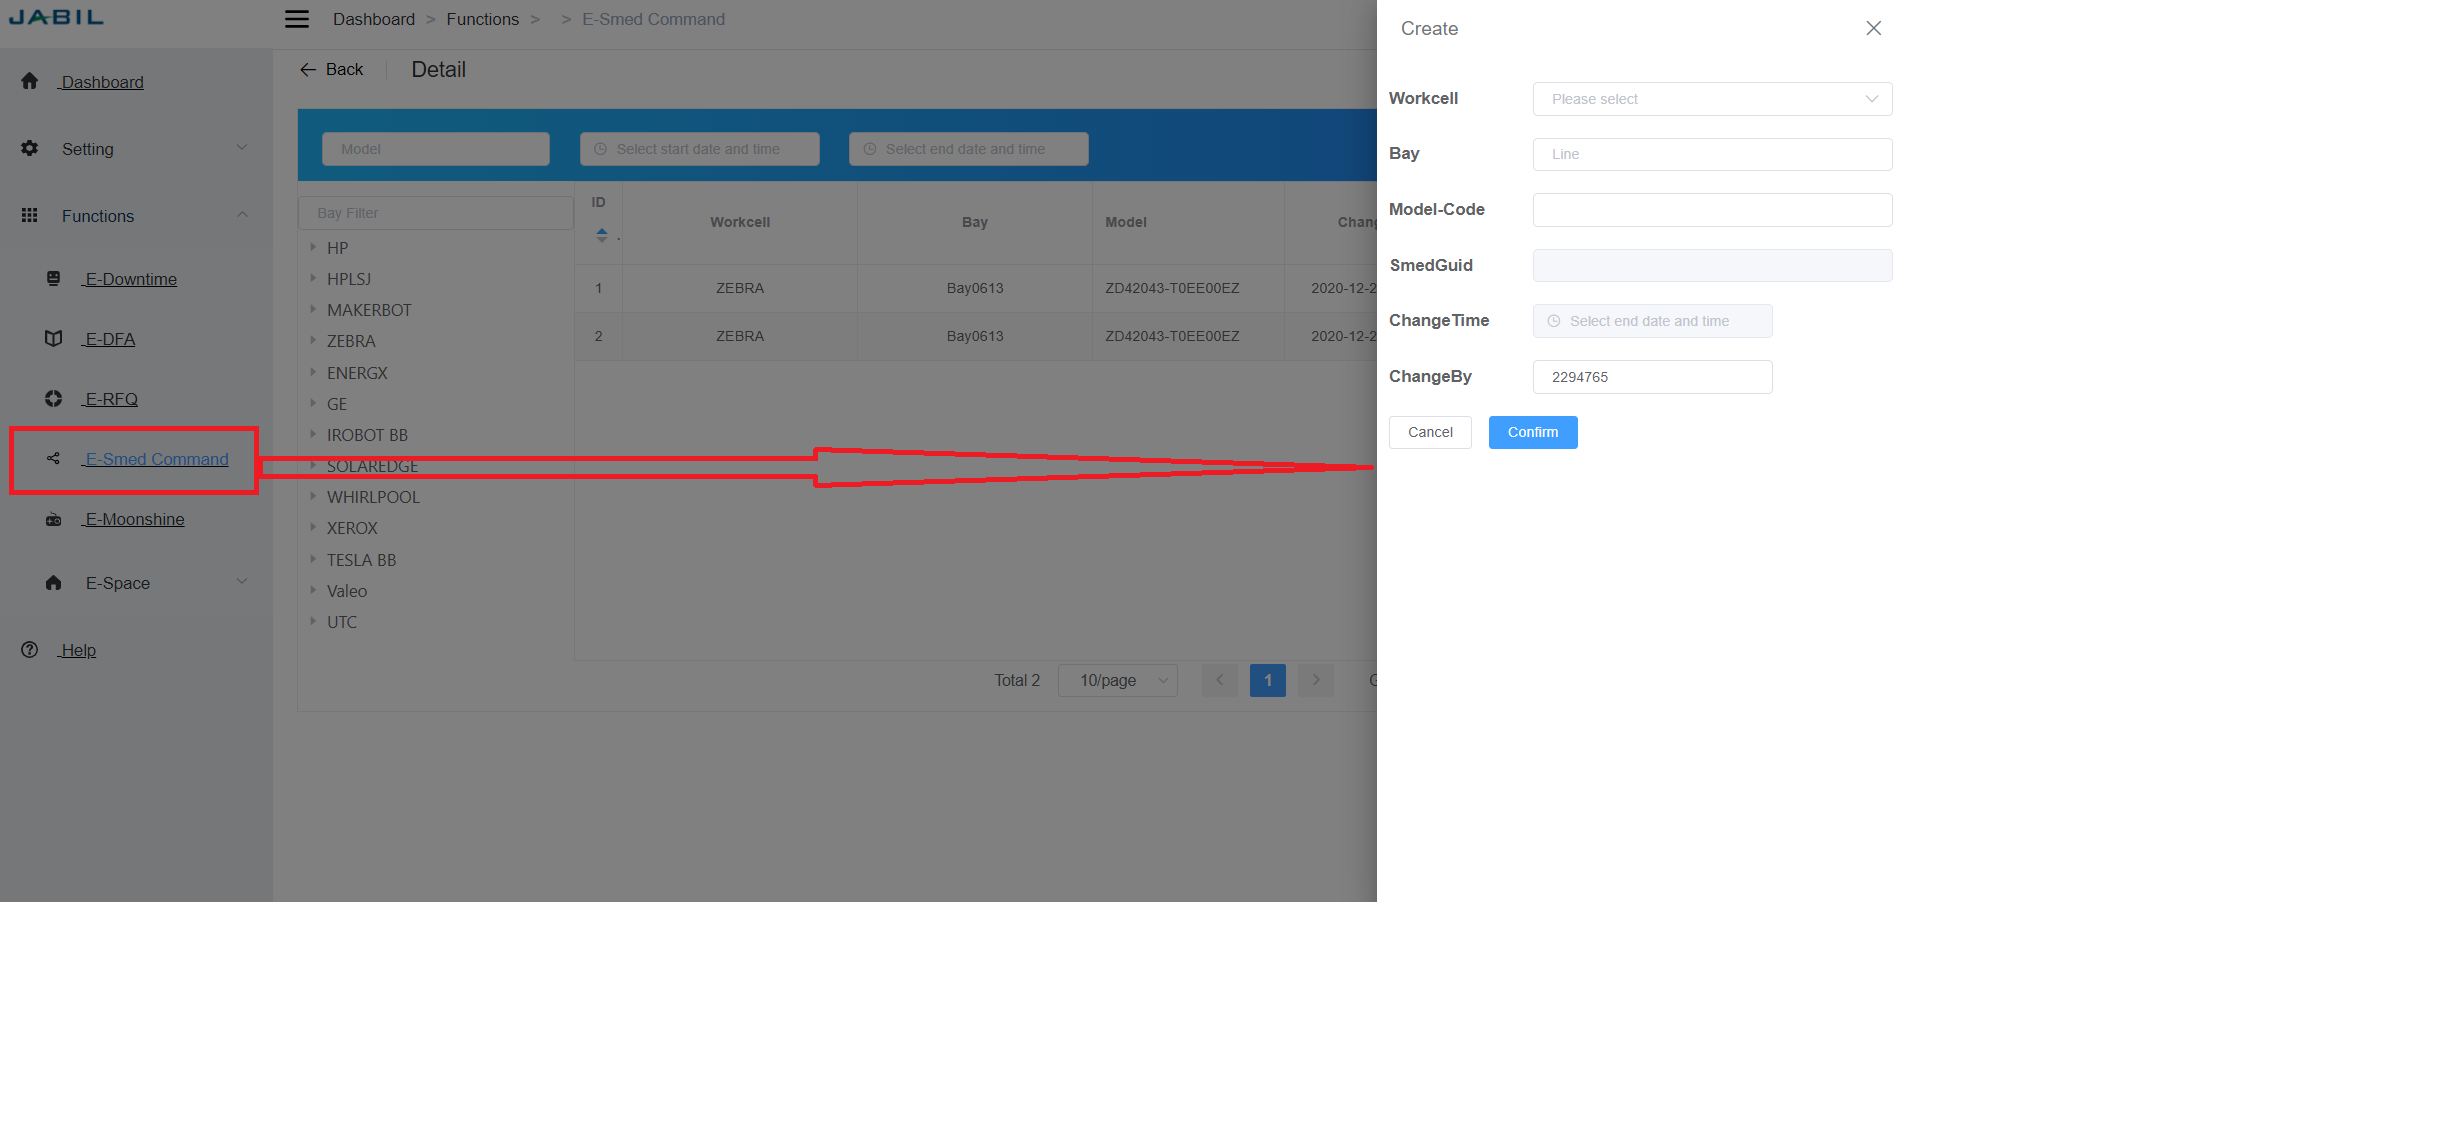 JABIL
Dashboard > Functions > > E-Smed Command
Create
Back
Detail
Dashboard
Setting
Functions
E-Downtime
E-DFA
E-RFQ
E-Smed Command
E-Moonshine
E-Space
Help
Model
Select start date and time
Select end date and time
Bay Filter
HP
HPLSJ
MAKERBOT
ZEBRA
ENERGX
GE
IROBOT BB
SOLAREDGE
WHIRLPOOL
XEROX
TESLA BB
Valeo
UTC
ID Workcell Bay Model Chang
1 ZEBRA Bay0613 ZD42043-T0EE00EZ 2020-12-2
2 ZEBRA Bay0613 ZD42043-T0EE00EZ 2020-12-2
Total 2 10/page 1
Workcell Please select
Bay Line
Model-Code
SmedGuid
ChangeTime Select end date and time
ChangeBy 2294765
Cancel Confirm